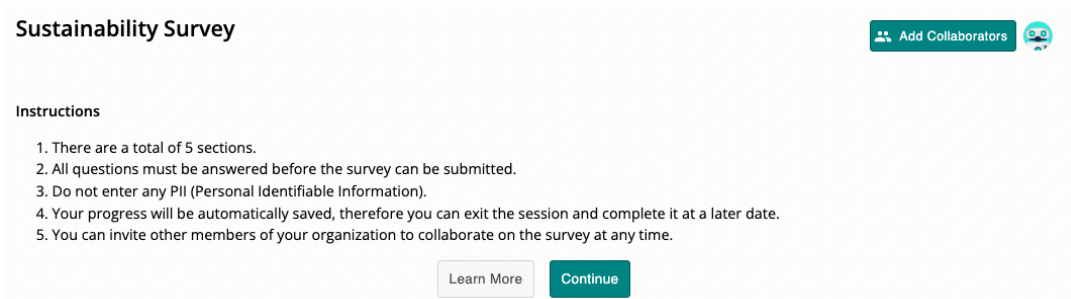 Sustainability Survey
Add Collaborators
Instructions
1. There are a total of 5 sections.
2. All questions must be answered before the survey can be submitted.
3. Do not enter any PII (Personal Identifiable Information).
4. Your progress will be automatically saved, therefore you can exit the session and complete it at a later date.
5. You can invite other members of your organization to collaborate on the survey at any time.
Learn More
Continue